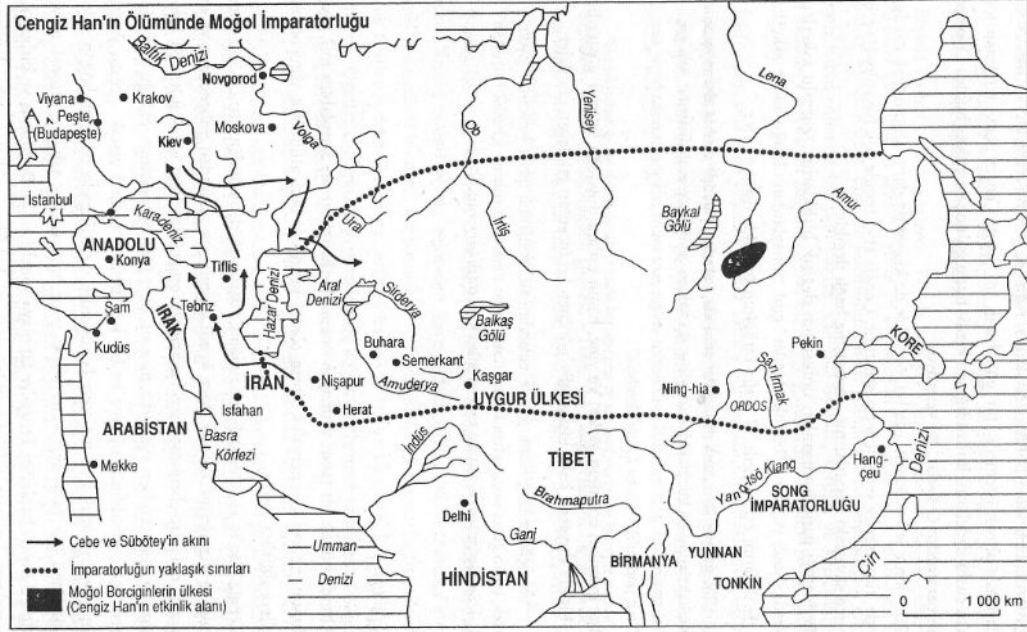 Cengiz Han'ın Ölümünde Moğol İmparatorluğu
Baltık Denizi
Novgorod
Viyana
Krakov
Peşte
(Budapeşte)
Moskova
Volga
Kiev
Ob
Yenisey
Lena
İstanbul
Karadeniz
Ural
İrtiş
Baykal
Gölü
Amur
ANADOLU
Konya
Tiflis
Hazar Denizi
Aral
Denizi
Sirderya
Balkaş
Gölü
Şam
Kudüs
IRAK
Tebriz
Buhara
Semerkant
Amuderya
Kaşgar
UYGUR ÜLKESİ
Pekin
KORE
Ning-hia
Sarı Irmak
ORDOS
İRAN
Nişapur
Isfahan
Herat
ARABİSTAN
Basra
Körfezi
Mekke
İndüs
TİBET
Brahmaputra
Delhi
Ganj
Yang-tsö Kiang
Hang-
çeu
SONG
İMPARATORLUĞU
Çin Denizi
Umman
Denizi
HİNDİSTAN
BİRMANYA
YUNNAN
TONKİN
Cebe ve Sübötey'in akını
İmparatorluğun yaklaşık sınırları
Moğol Borciginlerin ülkesi
(Cengiz Han'ın etkinlik alanı)
0 1 000 km